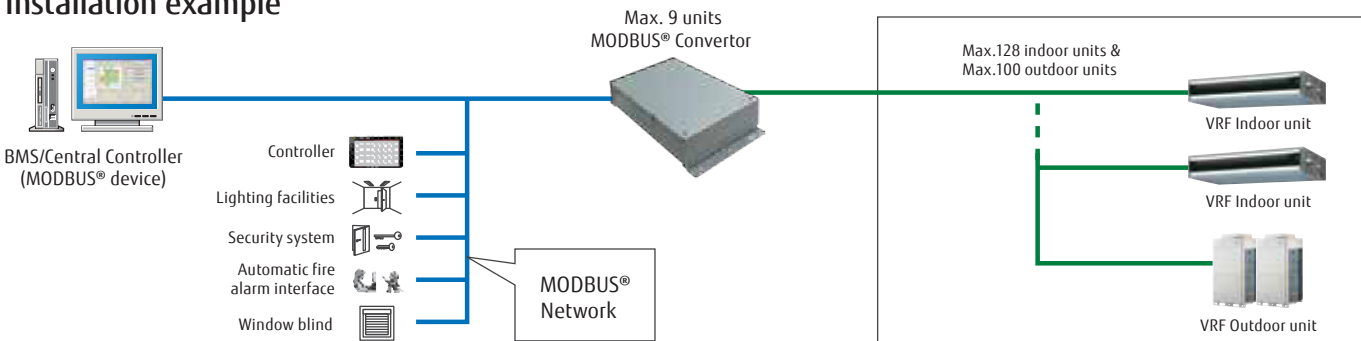 Installation example
Max. 9 units
MODBUS® Convertor
Max.128 indoor units &
Max.100 outdoor units
VRF Indoor unit
BMS/Central Controller
(MODBUS® device)
Controller
Lighting facilities
Security system
Automatic fire
alarm interface
Window blind
MODBUS®
Network
VRF Indoor unit
VRF Outdoor unit